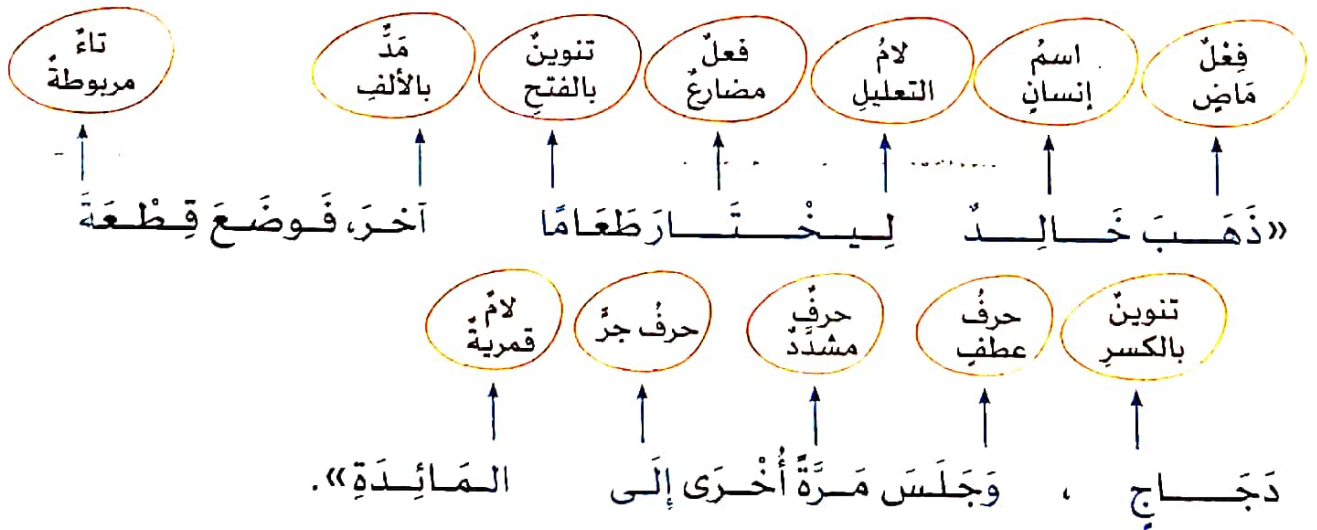 فِعْلٌ مَاضٍ
اسمُ إنسانٍ
لامُ التعليلِ
فعلٌ مضارعٌ
تنوينٌ بالفتحِ
مَدٌّ بالألفِ
تاءٌ مربوطةٌ
«ذَهَبَ خَالِدٌ لِيخْتَارَ طَعَامًا آخرَ، فَوضَعَ قِطْعَةَ
تنوينٌ بالكسرِ
حرفُ عطفٍ
حرفٌ مشدَّدٌ
حرفُ جرٍّ
لامٌ قمريةٌ
دَجَاجٍ ، وَجَلَسَ مَرَّةً أُخْرَى إِلَى المَائِدَةِ».